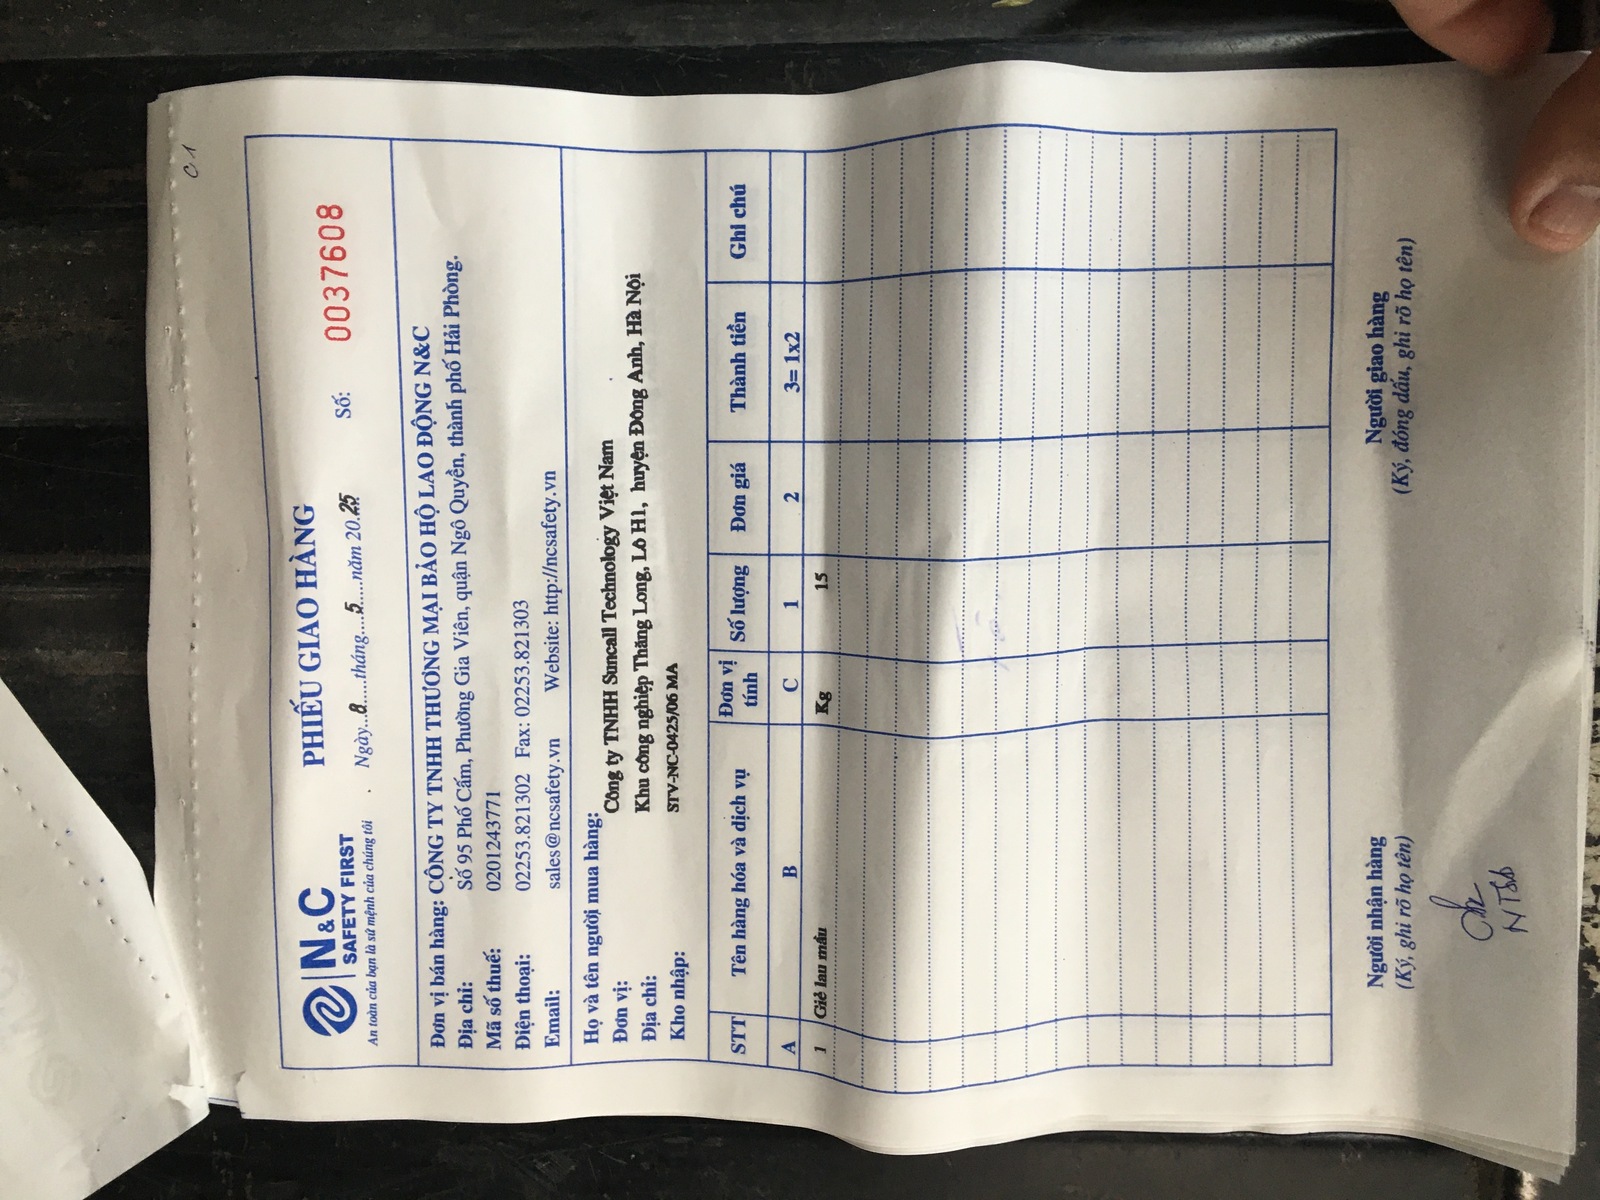 C1
N&C
SAFETY FIRST
An toàn của bạn là sứ mệnh của chúng tôi
PHIẾU GIAO HÀNG
Ngày..8.....tháng...5.....năm 20.25
Số: 0037608
Đơn vị bán hàng: CÔNG TY TNHH THƯƠNG MẠI BẢO HỘ LAO ĐỘNG N&C
Địa chỉ: Số 95 Phố Cấm, Phường Gia Viên, quận Ngô Quyền, thành phố Hải Phòng.
Mã số thuế: 0201243771
Điện thoại: 02253.821302 Fax: 02253.821303
Email: sales@ncsafety.vn Website: http://ncsafety.vn
Họ và tên người mua hàng:
Đơn vị: Công ty TNHH Suncall Technology Việt Nam
Địa chỉ: Khu công nghiệp Thăng Long, Lô H1, huyện Đông Anh, Hà Nội
Kho nhập: STV-NC-0425/06 MA
STT Tên hàng hóa và dịch vụ Đơn vị tính Số lượng Đơn giá Thành tiền Ghi chú
A B C 1 2 3= 1x2
1 Giẻ lau mầu Kg 15
Người nhận hàng Người giao hàng
(Ký, ghi rõ họ tên) (Ký, đóng dấu, ghi rõ họ tên)